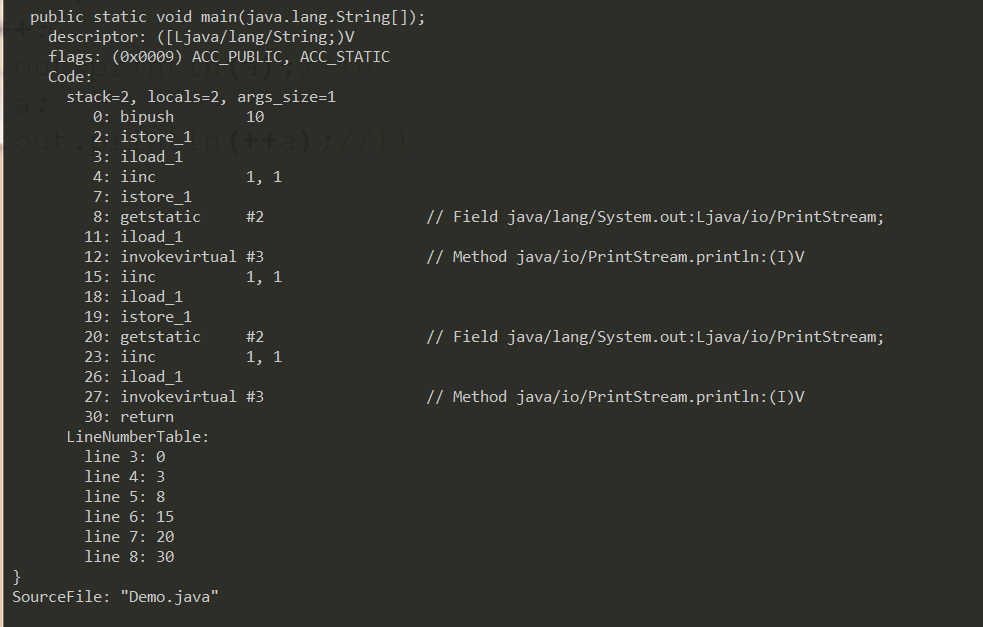 public static void main(java.lang.String[]);
descriptor: ([Ljava/lang/String;)V
flags: (0x0009) ACC_PUBLIC, ACC_STATIC
Code:
stack=2, locals=2, args_size=1
0: bipush 10
2: istore_1
3: iload_1
4: iinc 1, 1
7: istore_1
8: getstatic #2 // Field java/lang/System.out:Ljava/io/PrintStream;
11: iload_1
12: invokevirtual #3 // Method java/io/PrintStream.println:(I)V
15: iinc 1, 1
18: iload_1
19: istore_1
20: getstatic #2 // Field java/lang/System.out:Ljava/io/PrintStream;
23: iinc 1, 1
26: iload_1
27: invokevirtual #3 // Method java/io/PrintStream.println:(I)V
30: return
LineNumberTable:
line 3: 0
line 4: 3
line 5: 8
line 6: 15
line 7: 20
line 8: 30
}
SourceFile: "Demo.java"